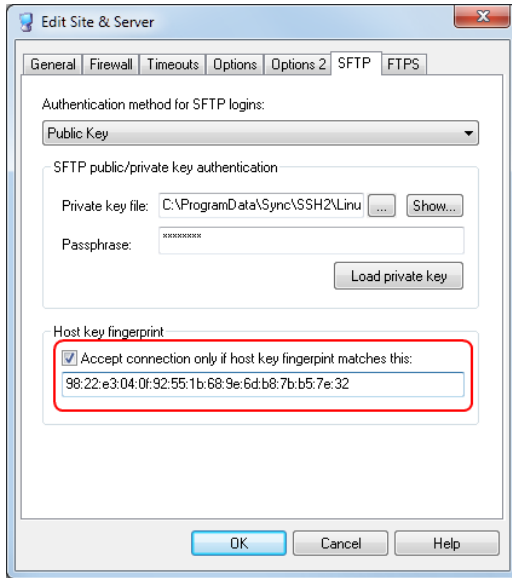 Edit Site & Server
General Firewall Timeouts Options Options 2 SFTP FTPS
Authentication method for SFTP logins:
Public Key
SFTP public/private key authentication
Private key file: C:\ProgramData\Sync\SSH2\Linu ... Show...
Passphrase: ********
Load private key
Host key fingerprint
Accept connection only if host key fingerpint matches this:
98:22:e3:04:0f:92:55:1b:68:9e:6d:b8:7b:b5:7e:32
OK Cancel Help